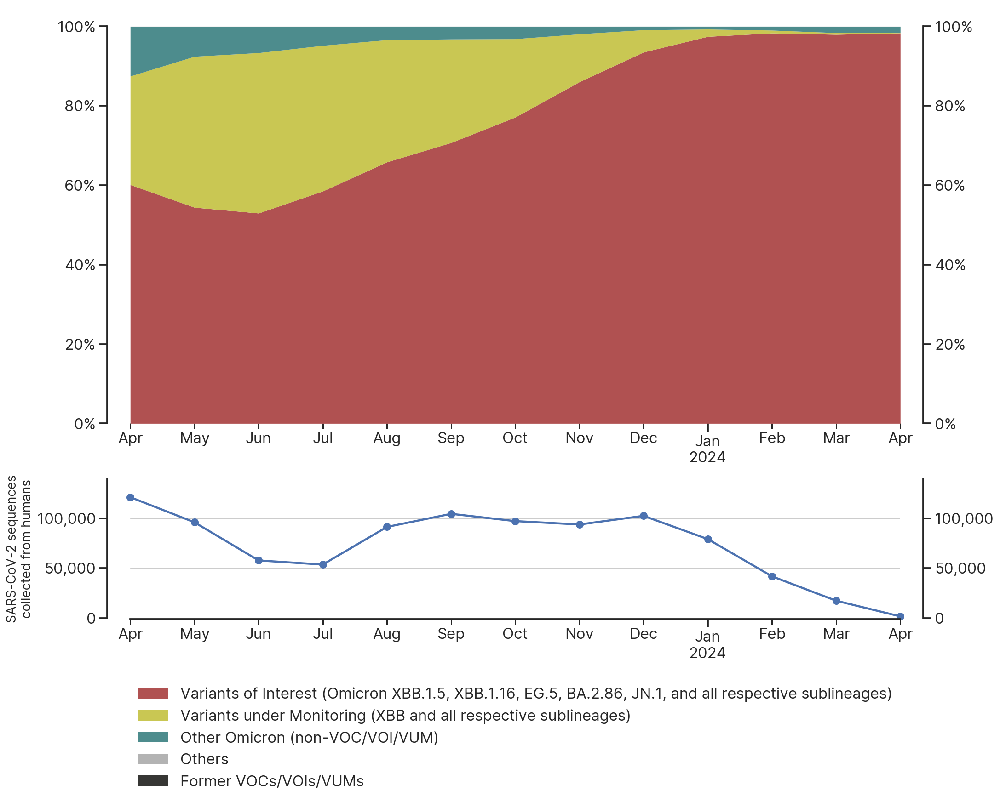 100%
100%
80%
80%
60%
60%
40%
40%
20%
20%
0%
0%
Apr May Jun Jul Aug Sep Oct Nov Dec Jan Feb Mar Apr
2024
SARS-CoV-2 sequences
collected from humans
100,000
100,000
50,000
50,000
0
0
Apr May Jun Jul Aug Sep Oct Nov Dec Jan Feb Mar Apr
2024
Variants of Interest (Omicron XBB.1.5, XBB.1.16, EG.5, BA.2.86, JN.1, and all respective sublineages)
Variants under Monitoring (XBB and all respective sublineages)
Other Omicron (non-VOC/VOI/VUM)
Others
Former VOCs/VOIs/VUMs